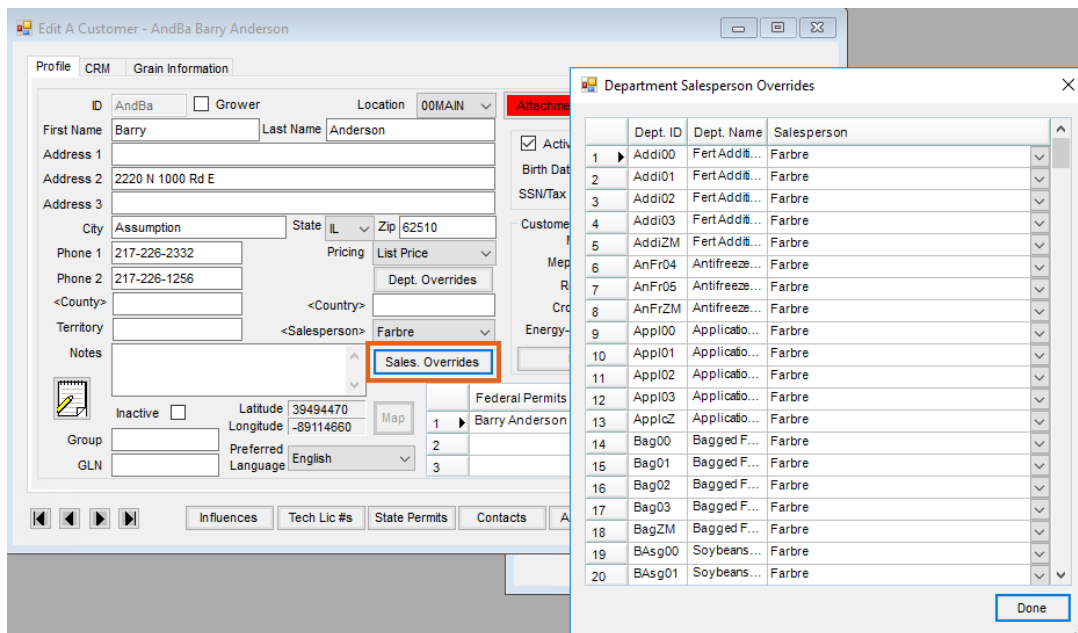 Edit A Customer - AndBa Barry Anderson
Profile CRM Grain Information
ID AndBa Grower Location 00MAIN
First Name Barry Last Name Anderson
Address 1
Address 2 2220 N 1000 Rd E
Address 3
City Assumption State IL Zip 62510
Phone 1 217-226-2332 Pricing List Price
Phone 2 217-226-1256 Dept. Overrides
<County> <Country>
Territory <Salesperson> Farbre
Notes Sales. Overrides
Inactive Latitude 39494470 Map
Longitude -89114660
Group Preferred Language English
GLN
Attachme
Activ
Birth Dat
SSN/Tax
Custome
Mep
R
Cro
Energy-
Federal Permits
1 Barry Anderson
2
3
Influences Tech Lic #s State Permits Contacts A
Department Salesperson Overrides
Dept. ID Dept. Name Salesperson
1 Addi00 Fert Additi... Farbre
2 Addi01 Fert Additi... Farbre
3 Addi02 Fert Additi... Farbre
4 Addi03 Fert Additi... Farbre
5 AddiZM Fert Additi... Farbre
6 AnFr04 Antifreeze... Farbre
7 AnFr05 Antifreeze... Farbre
8 AnFrZM Antifreeze... Farbre
9 Appl00 Applicatio... Farbre
10 Appl01 Applicatio... Farbre
11 Appl02 Applicatio... Farbre
12 Appl03 Applicatio... Farbre
13 ApplcZ Applicatio... Farbre
14 Bag00 Bagged F... Farbre
15 Bag01 Bagged F... Farbre
16 Bag02 Bagged F... Farbre
17 Bag03 Bagged F... Farbre
18 BagZM Bagged F... Farbre
19 BAsg00 Soybeans... Farbre
20 BAsg01 Soybeans... Farbre
Done